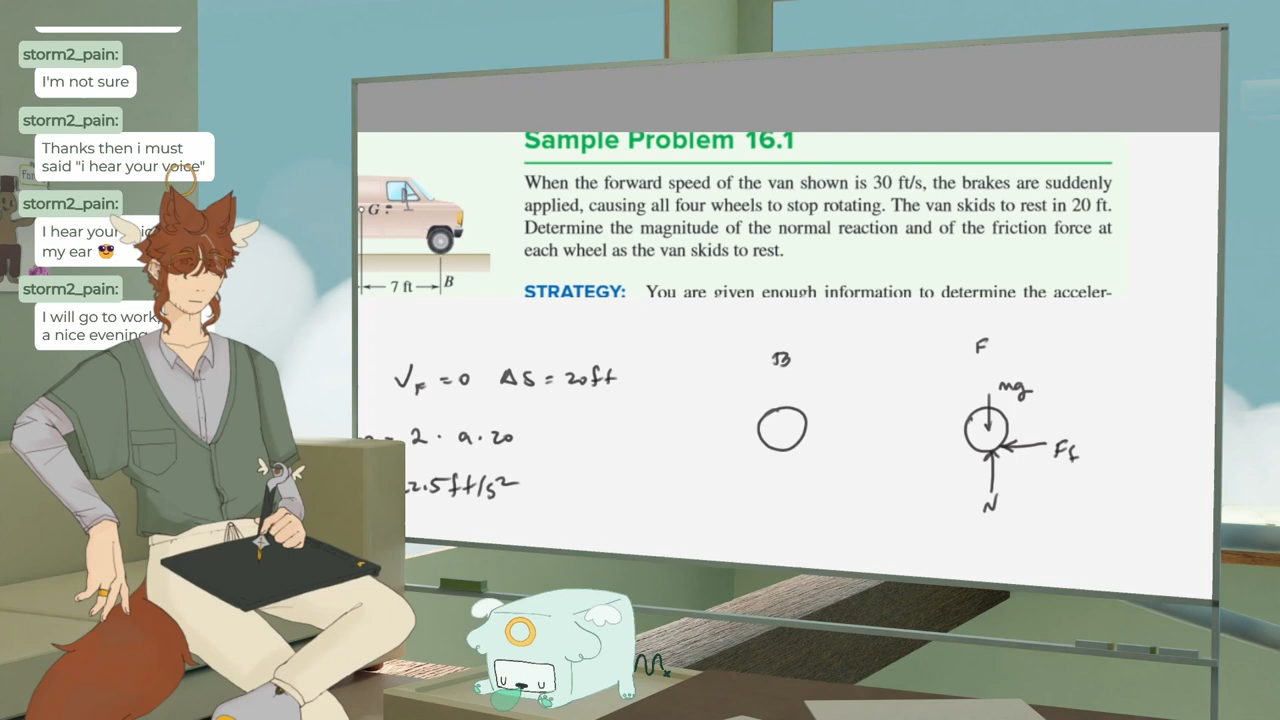 storm2_pain:
I'm not sure
storm2_pain:
Thanks then i must
said "i hear your voice"
storm2_pain:
I hear your
my ear 😎
storm2_pain:
I will go to work
a nice evening
Sample Problem 16.1
When the forward speed of the van shown is 30 ft/s, the brakes are suddenly
applied, causing all four wheels to stop rotating. The van skids to rest in 20 ft.
Determine the magnitude of the normal reaction and of the friction force at
each wheel as the van skids to rest.
STRATEGY: You are given enough information to determine the acceler-
G
7 ft
B
V_F = 0 Δs = 20ft
2 · a · 20
2.5ft/s²
B
F
mg
Ff
N